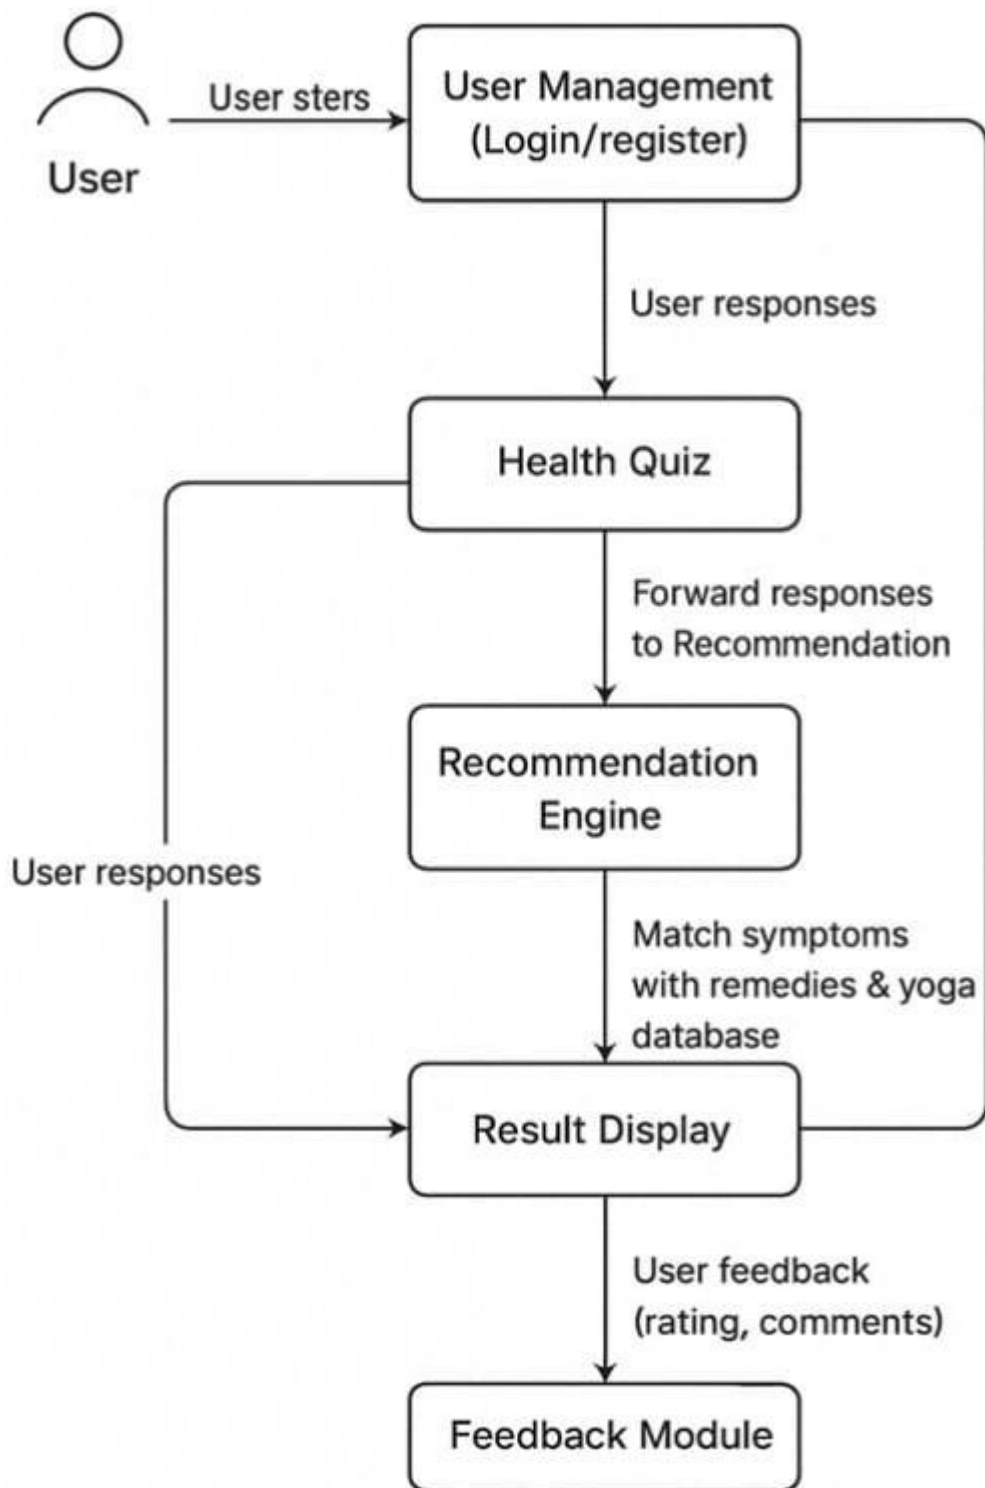 User sters
User
User Management
(Login/register)
User responses
Health Quiz
Forward responses
to Recommendation
Recommendation
Engine
User responses
Match symptoms
with remedies & yoga
database
Result Display
User feedback
(rating, comments)
Feedback Module